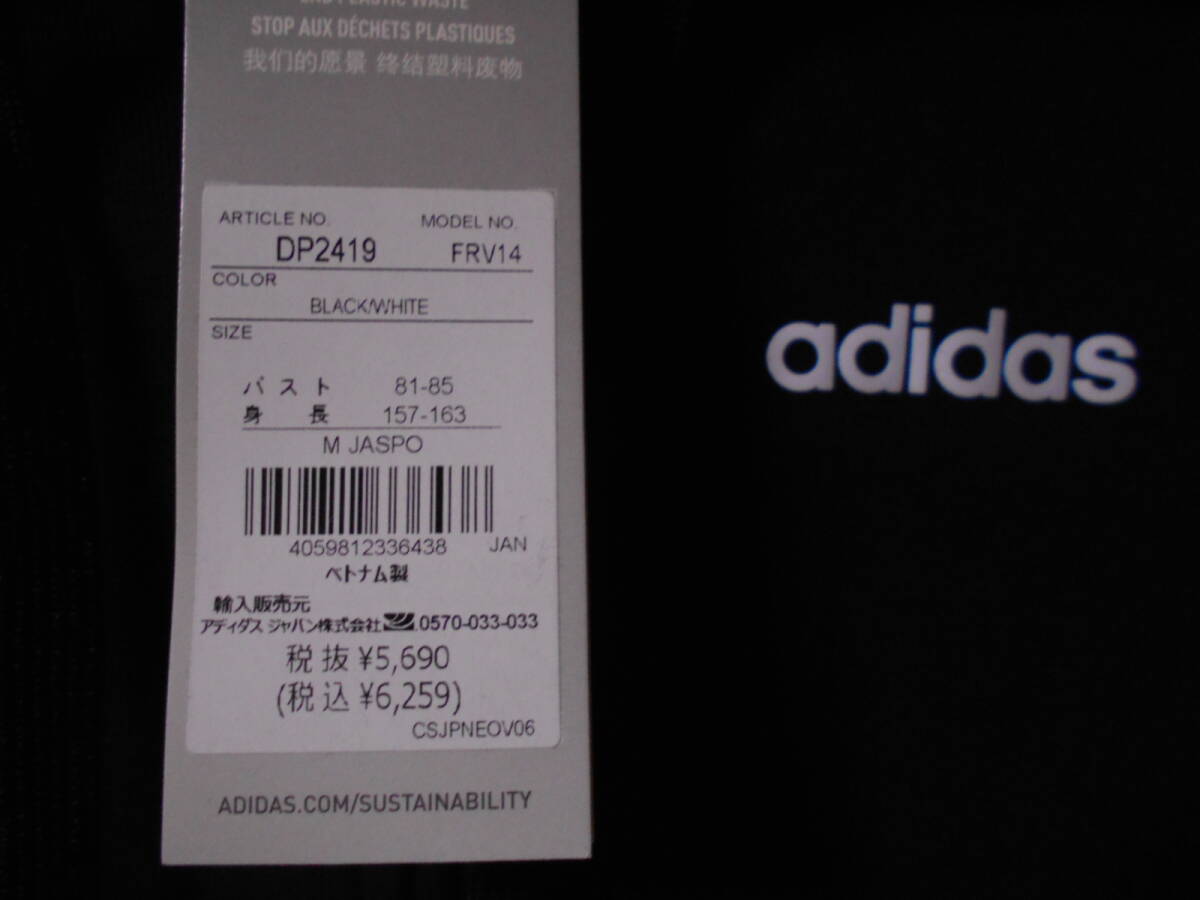 END PLASTIC WASTE
STOP AUX DÉCHETS PLASTIQUES
我们的愿景 终结塑料废物
ARTICLE NO. MODEL NO.
DP2419 FRV14
COLOR
BLACK/WHITE
SIZE
バスト 81-85
身長 157-163
M JASPO
4059812336438 JAN
ベトナム製
輸入販売元
アディダス ジャパン株式会社 0570-033-033
税抜 ¥5,690
(税込 ¥6,259)
CSJPNEOV06
ADIDAS.COM/SUSTAINABILITY
adidas